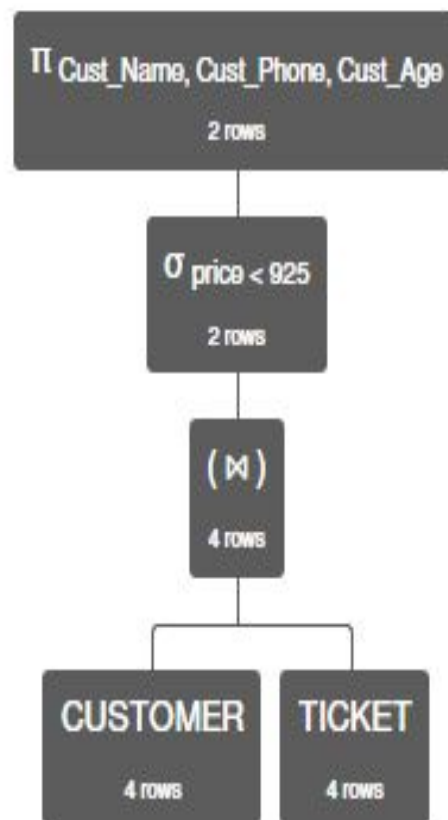 π Cust_Name, Cust_Phone, Cust_Age
2 rows
σ price < 925
2 rows
( ⋈ )
4 rows
CUSTOMER TICKET
4 rows 4 rows